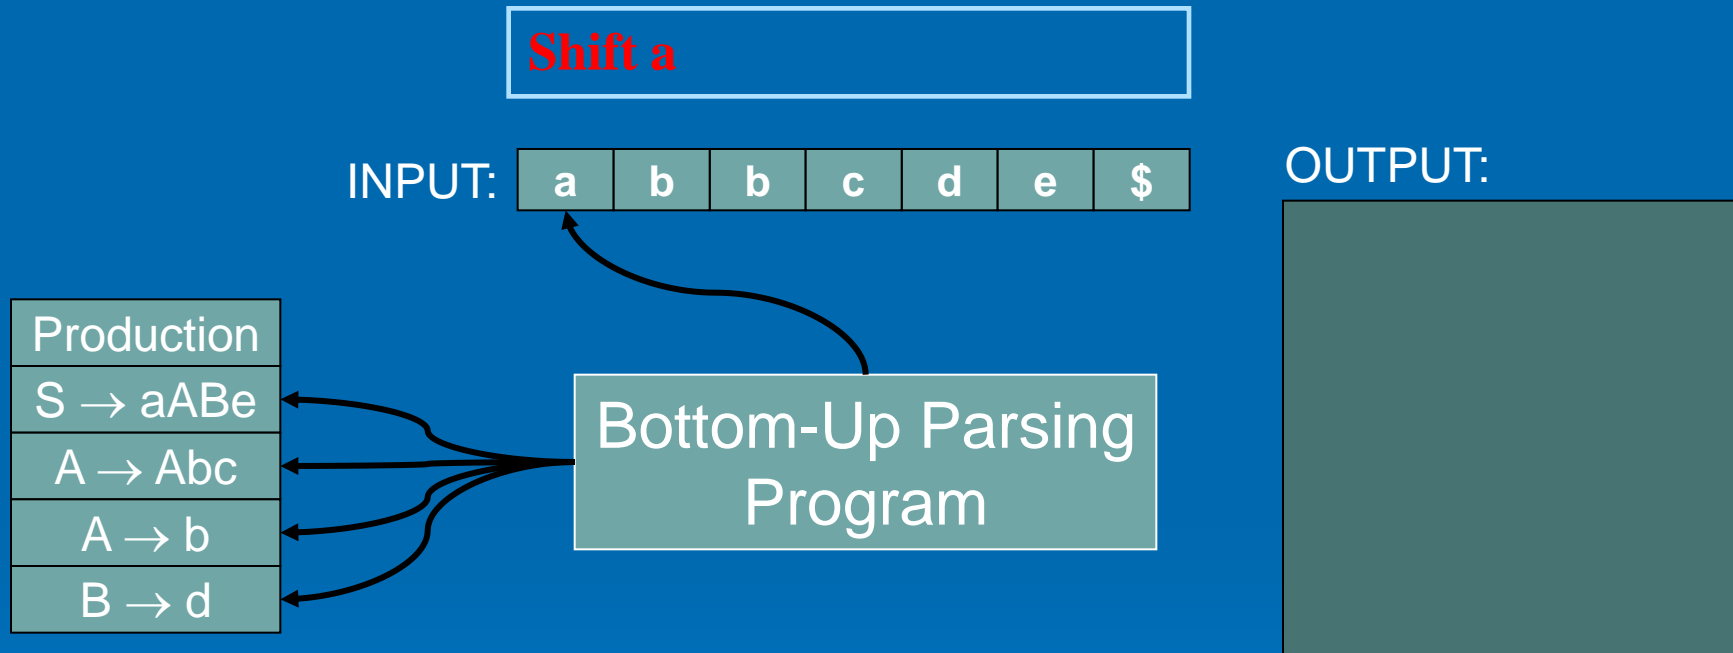 Shift a
INPUT: a b b c d e $
OUTPUT:
Production
S → aABe
A → Abc
A → b
B → d
Bottom-Up Parsing
Program